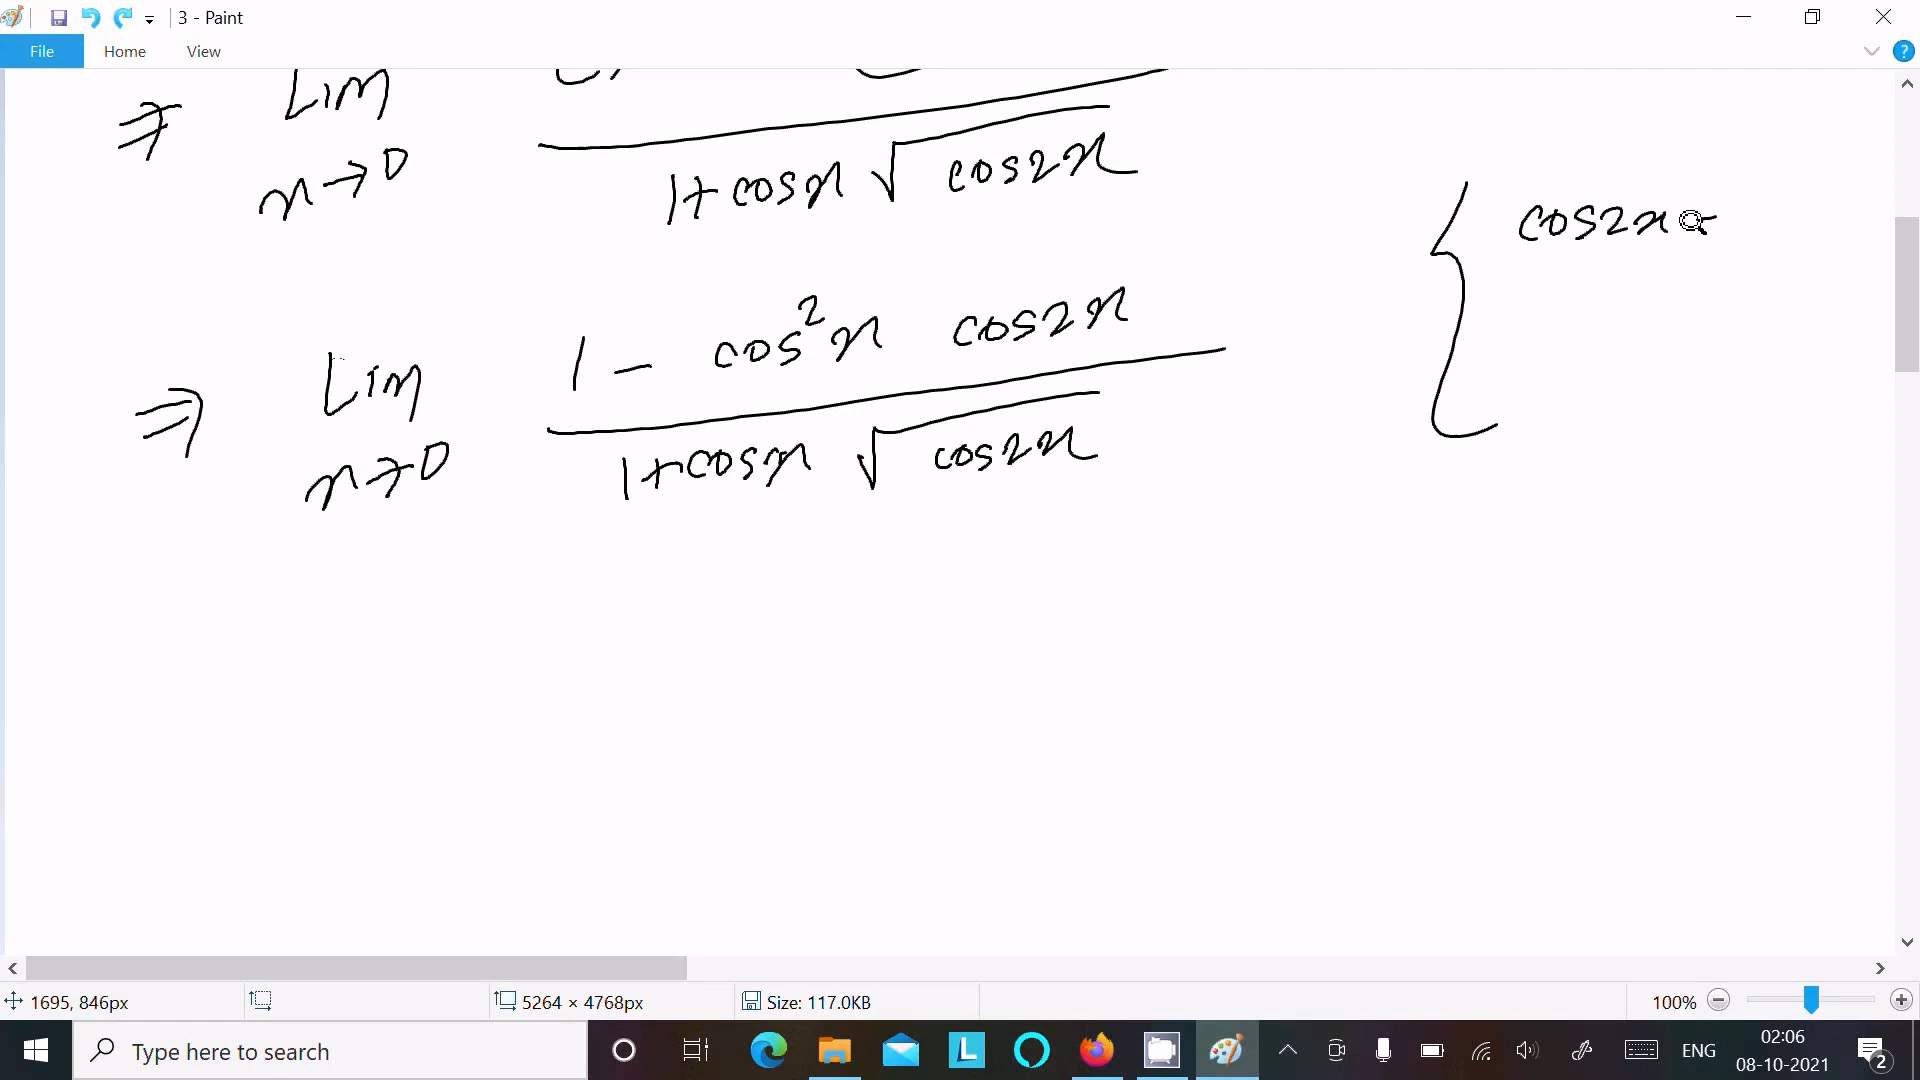 3 - Paint
File Home View
⇒ Lim
x→0
1+cosx √cos2x
{ cos2x =
⇒ Lim 1 - cos²x cos2x
x→0 1+cosx √cos2x
1695, 846px 5264 × 4768px Size: 117.0KB 100%
Type here to search
L
ENG
02:06
08-10-2021
2